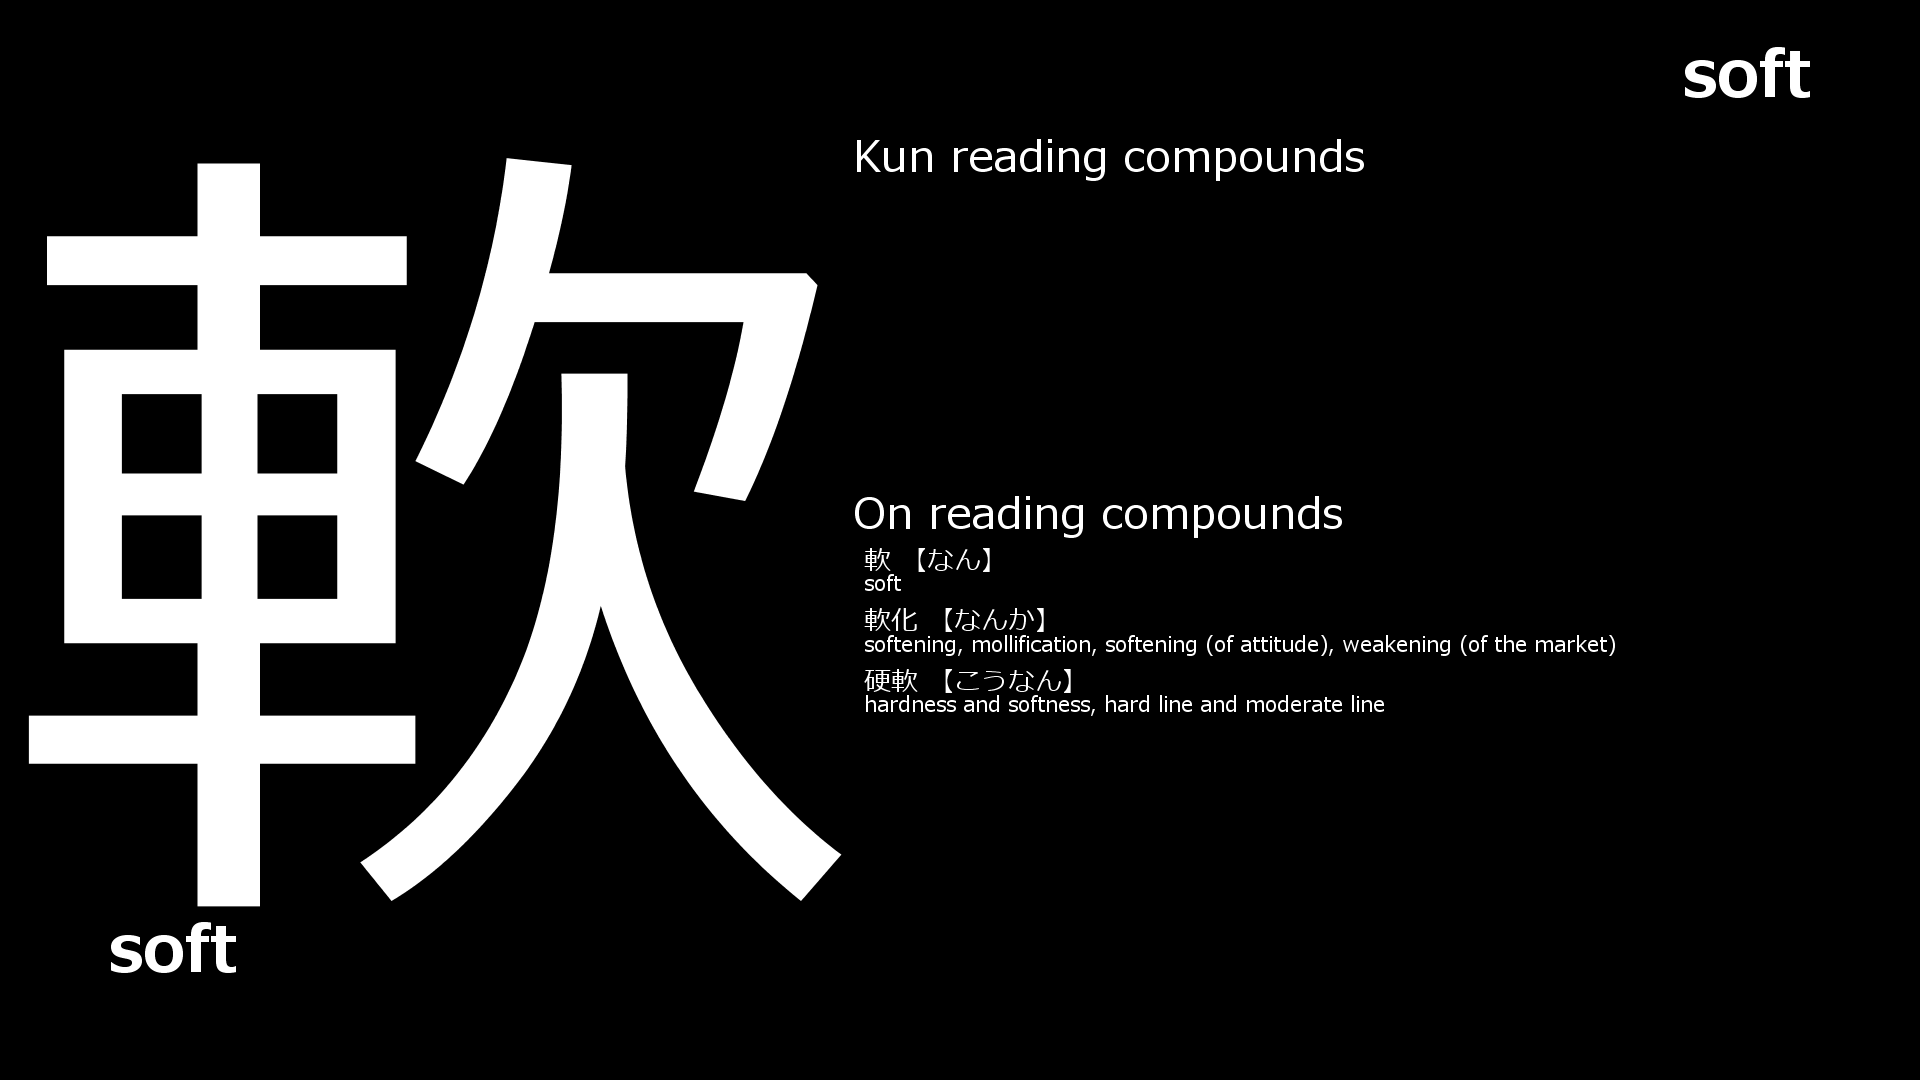 soft
軟
Kun reading compounds
On reading compounds
軟 【なん】
soft
軟化 【なんか】
softening, mollification, softening (of attitude), weakening (of the market)
硬軟 【こうなん】
hardness and softness, hard line and moderate line
soft